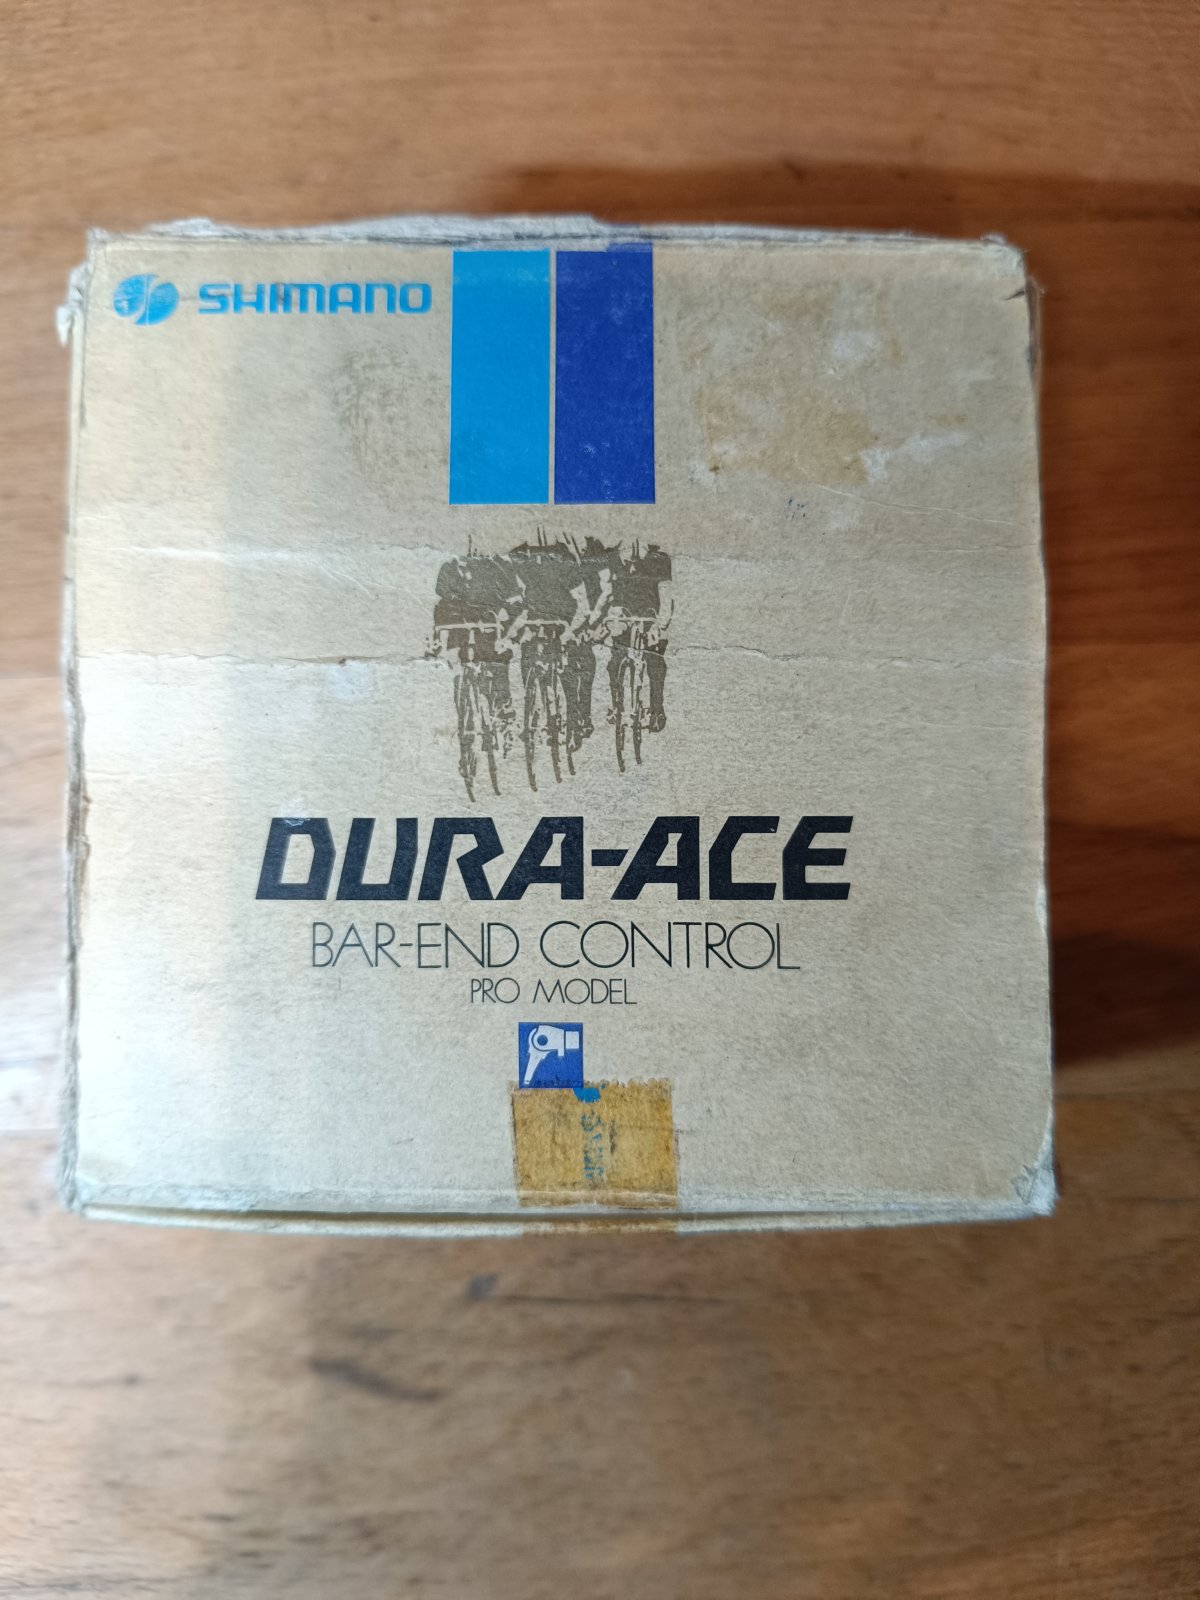 SHIMANO
DURA-ACE
BAR-END CONTROL
PRO MODEL